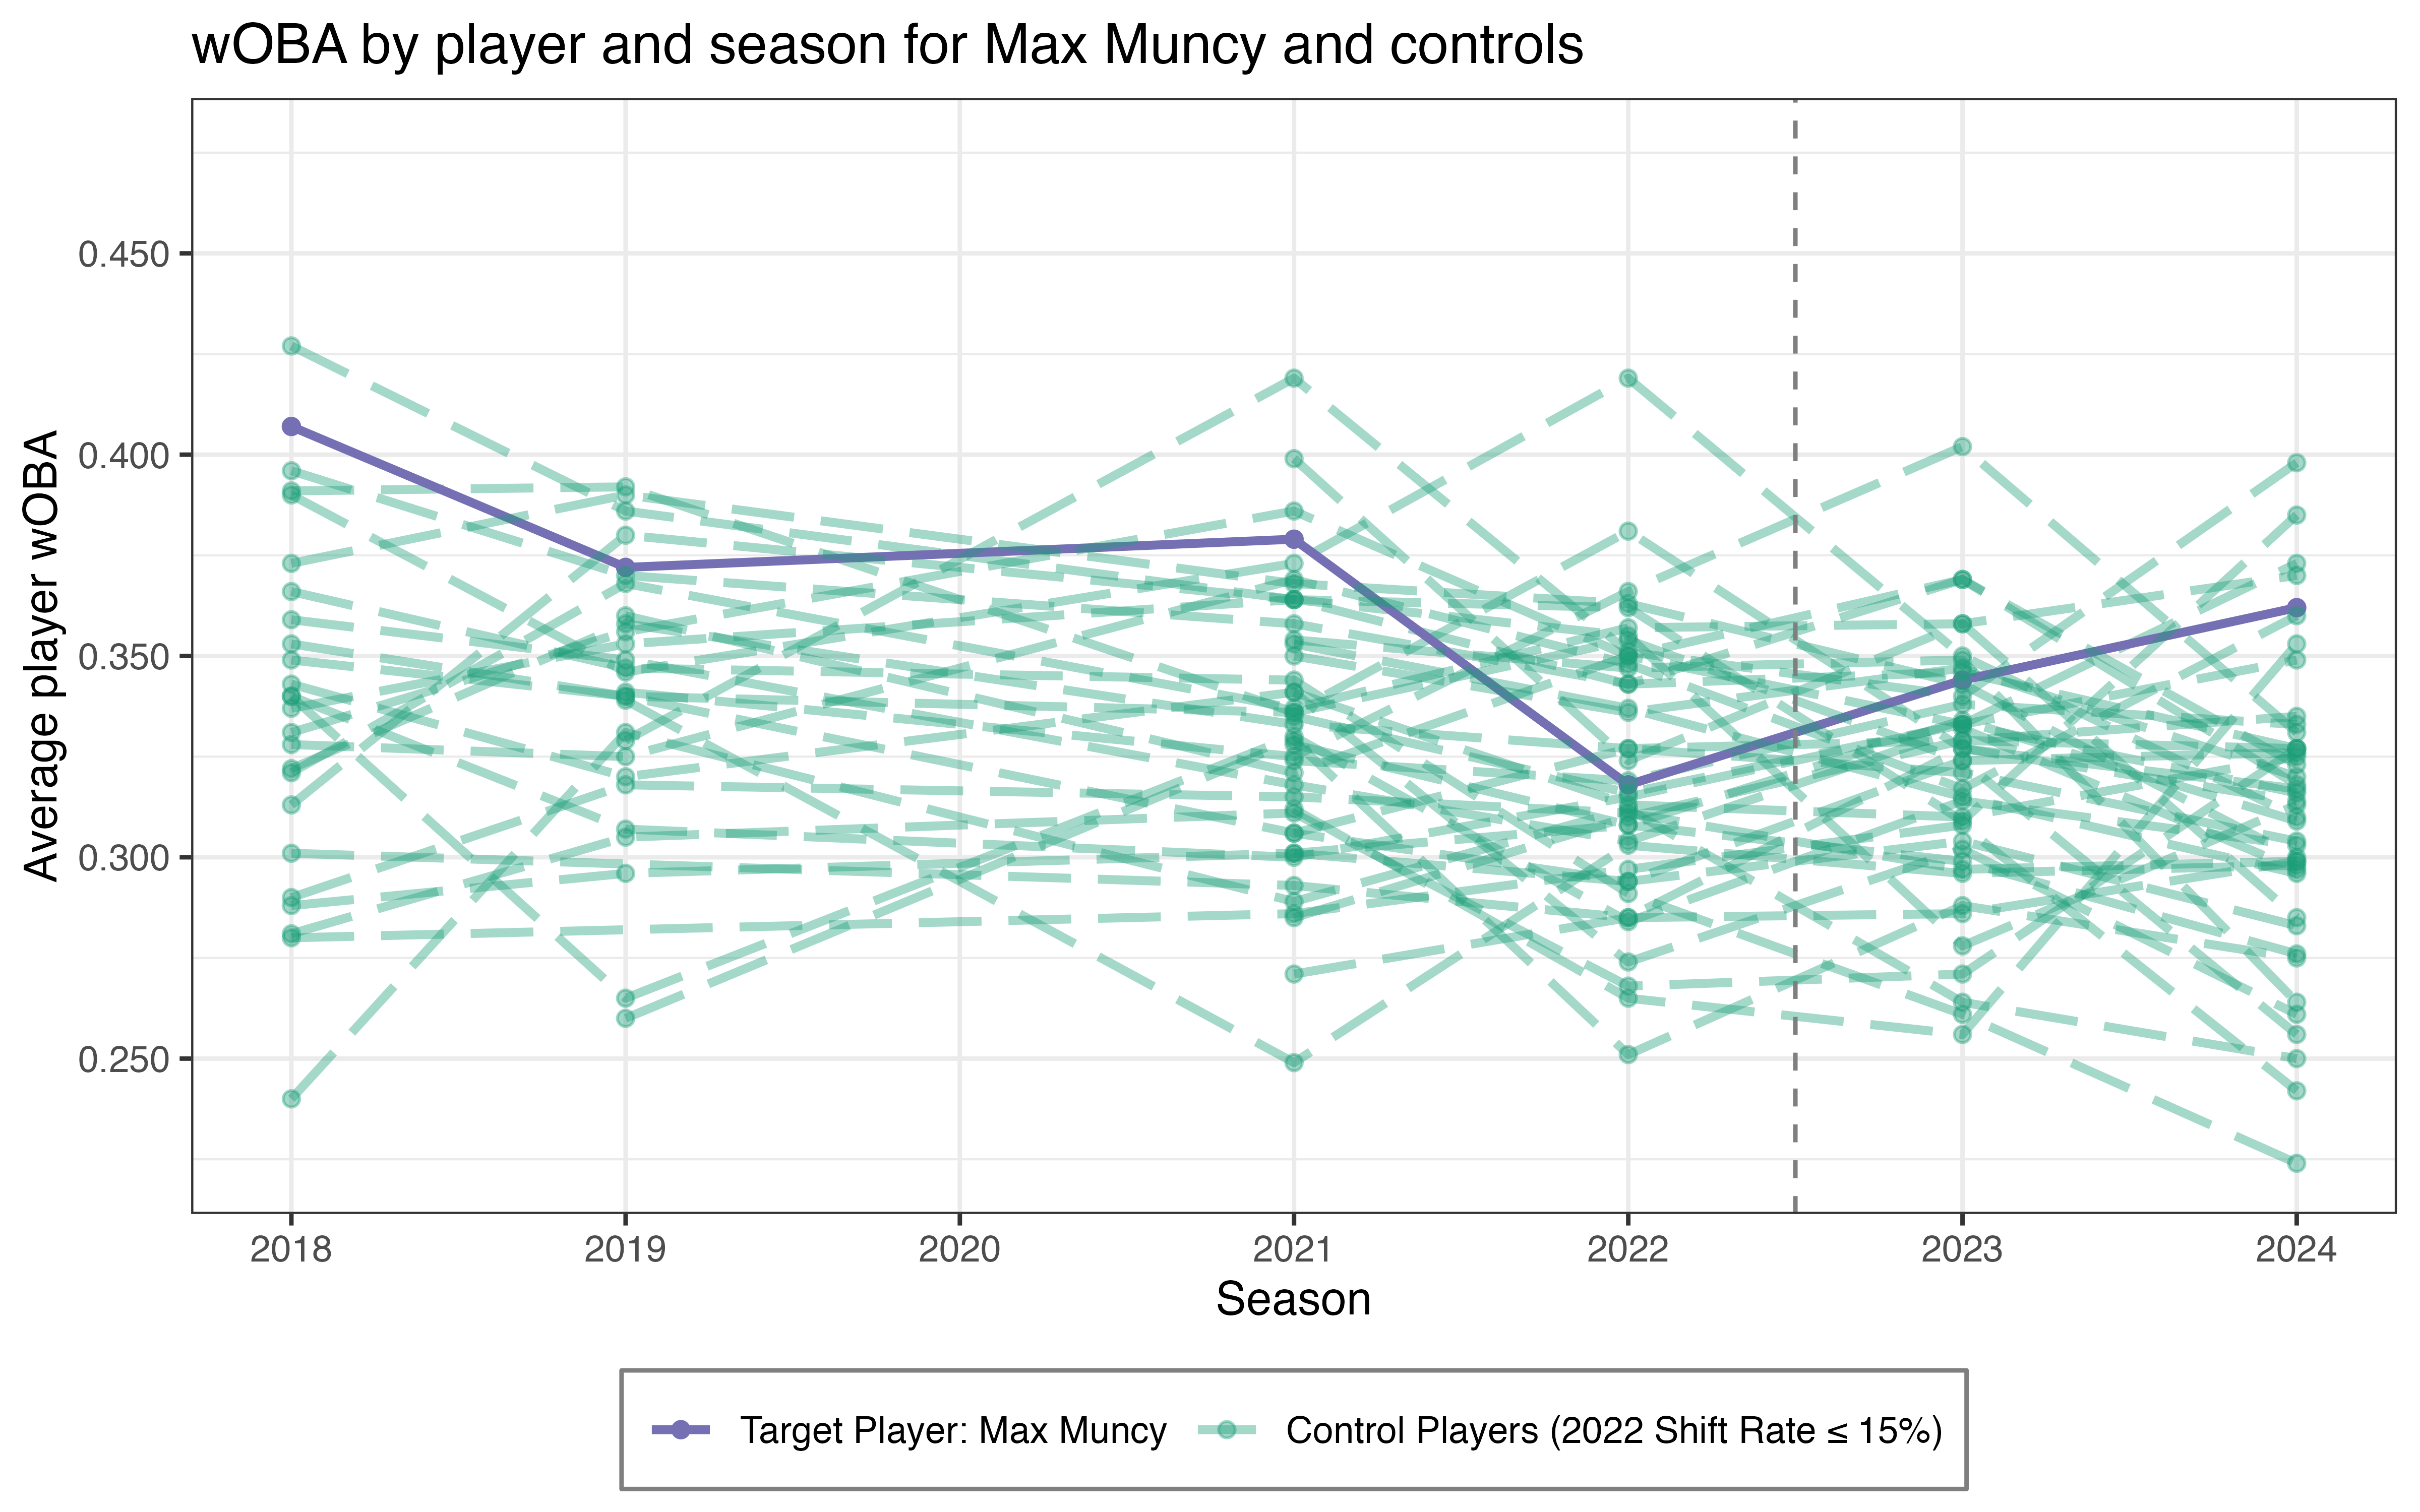 wOBA by player and season for Max Muncy and controls
Average player wOBA
0.450
0.400
0.350
0.300
0.250
2018 2019 2020 2021 2022 2023 2024
Season
Target Player: Max Muncy Control Players (2022 Shift Rate ≤ 15%)